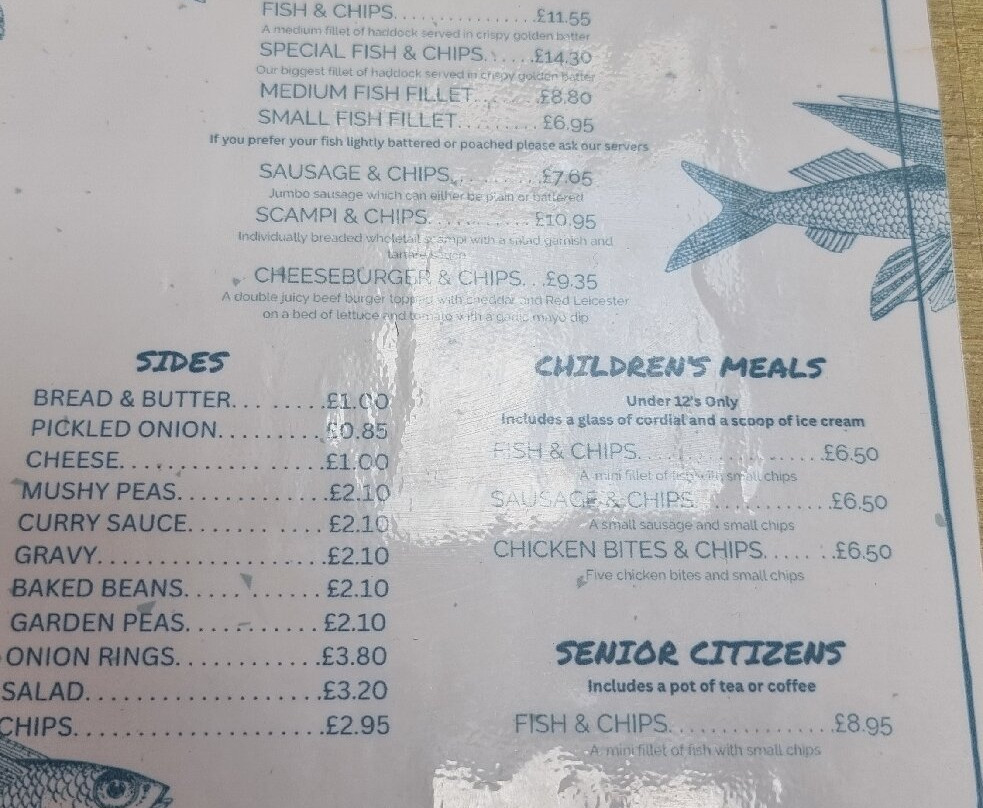 FISH & CHIPS. . . . . . . . . . . . . .£11.55
A medium fillet of haddock served in crispy golden batter
SPECIAL FISH & CHIPS. . . . . .£14.30
Our biggest fillet of haddock served in crispy golden batter
MEDIUM FISH FILLET. . . . . . .£8.80
SMALL FISH FILLET. . . . . . . . . £6.95
If you prefer your fish lightly battered or poached please ask our servers
SAUSAGE & CHIPS. . . . . . . . . .£7.65
Jumbo sausage which can either be plain or battered
SCAMPI & CHIPS. . . . . . . . . . . £10.95
Individually breaded wholetail scampi with a salad garnish and
CHEESEBURGER & CHIPS. . .£9.35
A double juicy beef burger topped with cheddar and Red Leicester
on a bed of lettuce and tomato with a garlic mayo dip
SIDES
BREAD & BUTTER. . . . . . . .£1.00
PICKLED ONION. . . . . . . . .£0.85
CHEESE. . . . . . . . . . . . . . . . .£1.00
MUSHY PEAS. . . . . . . . . . . .£2.10
CURRY SAUCE. . . . . . . . . . .£2.10
GRAVY. . . . . . . . . . . . . . . . . .£2.10
BAKED BEANS. . . . . . . . . . . £2.10
GARDEN PEAS. . . . . . . . . . . £2.10
ONION RINGS. . . . . . . . . . . .£3.80
SALAD. . . . . . . . . . . . . . . . . . .£3.20
CHIPS. . . . . . . . . . . . . . . . . . . .£2.95
CHILDREN'S MEALS
Under 12's Only
Includes a glass of cordial and a scoop of ice cream
FISH & CHIPS. . . . . . . . . . . . . . . . . £6.50
A mini fillet of fish with small chips
SAUSAGE & CHIPS. . . . . . . . . . . . .£6.50
A small sausage and small chips
CHICKEN BITES & CHIPS. . . . . . .£6.50
Five chicken bites and small chips
SENIOR CITIZENS
Includes a pot of tea or coffee
FISH & CHIPS. . . . . . . . . . . . . . . £8.95
A mini fillet of fish with small chips